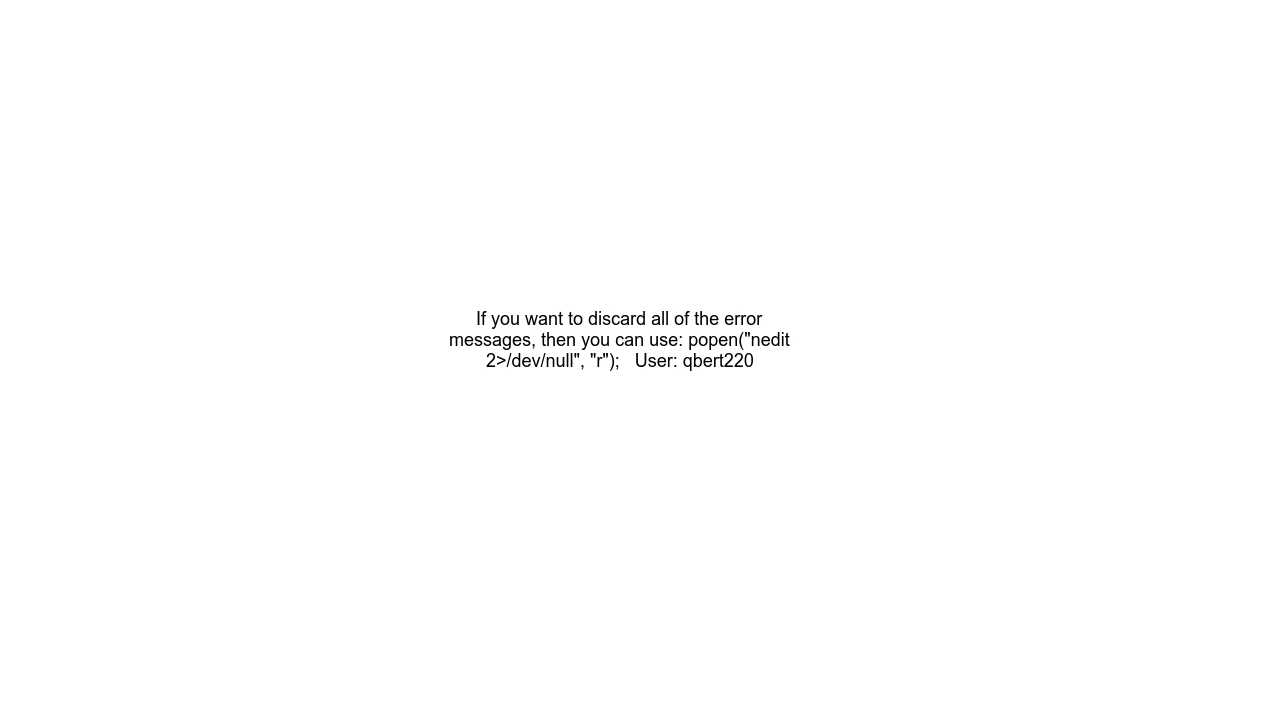 If you want to discard all of the error
messages, then you can use: popen("nedit
2>/dev/null", "r");   User: qbert220